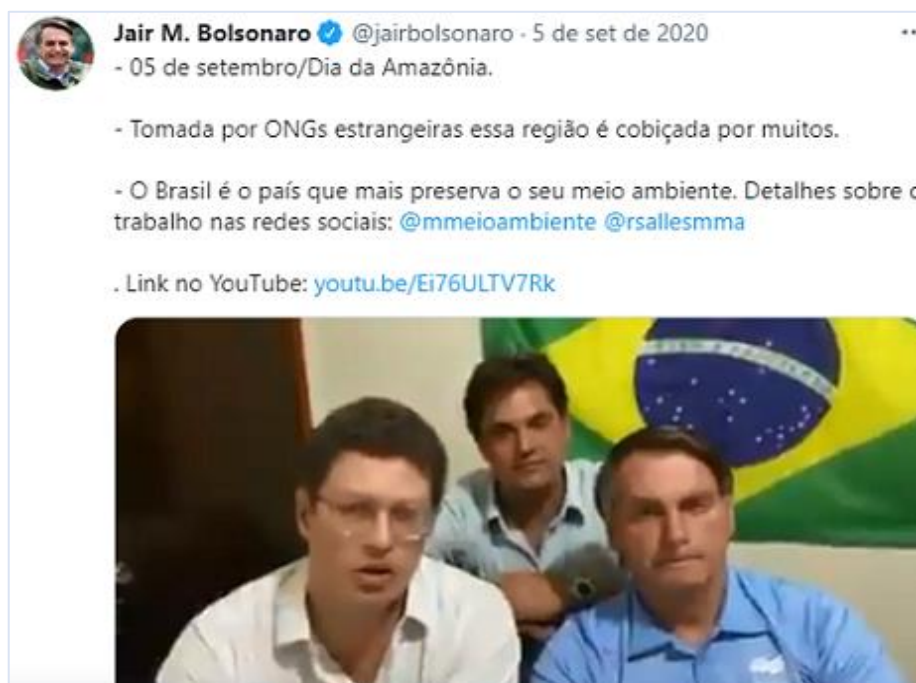 Jair M. Bolsonaro @jairbolsonaro · 5 de set de 2020
- 05 de setembro/Dia da Amazônia.
- Tomada por ONGs estrangeiras essa região é cobiçada por muitos.
- O Brasil é o país que mais preserva o seu meio ambiente. Detalhes sobre
trabalho nas redes sociais: @mmeioambiente @rsallesmma
. Link no YouTube: youtu.be/Ei76ULTV7Rk